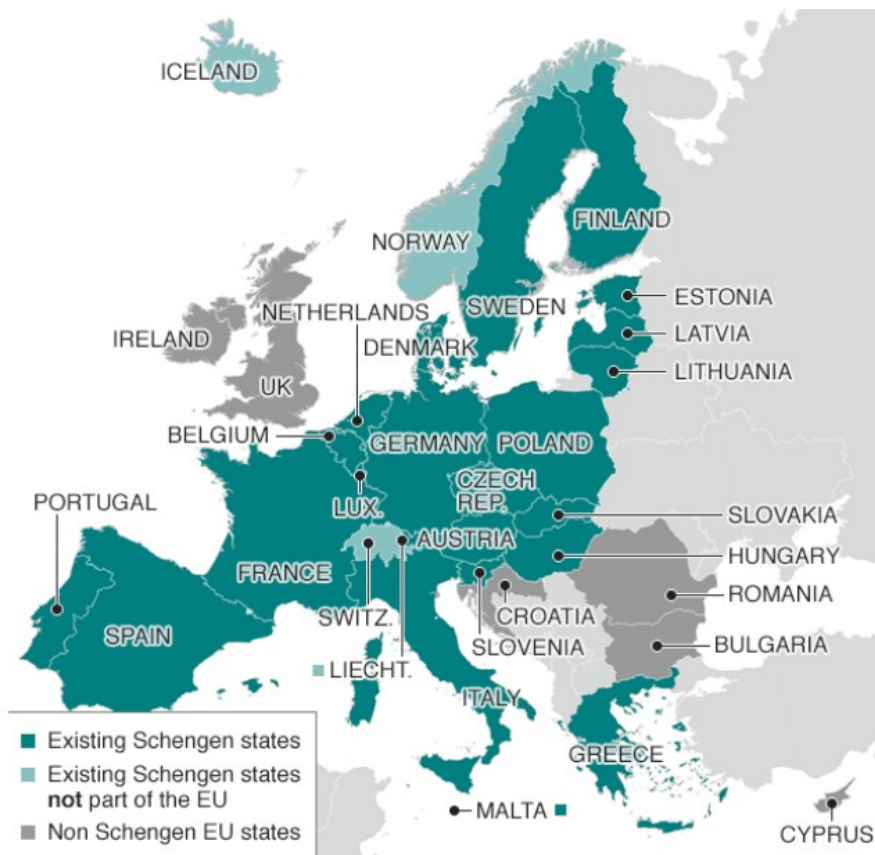 ICELAND
NORWAY
FINLAND
SWEDEN
ESTONIA
NETHERLANDS
LATVIA
IRELAND
DENMARK
LITHUANIA
UK
BELGIUM
GERMANY
POLAND
CZECH
REP.
PORTUGAL
LUX.
SLOVAKIA
AUSTRIA
HUNGARY
FRANCE
ROMANIA
SWITZ.
CROATIA
SPAIN
SLOVENIA
BULGARIA
LIECHT.
ITALY
GREECE
MALTA
CYPRUS
Existing Schengen states
Existing Schengen states
not part of the EU
Non Schengen EU states